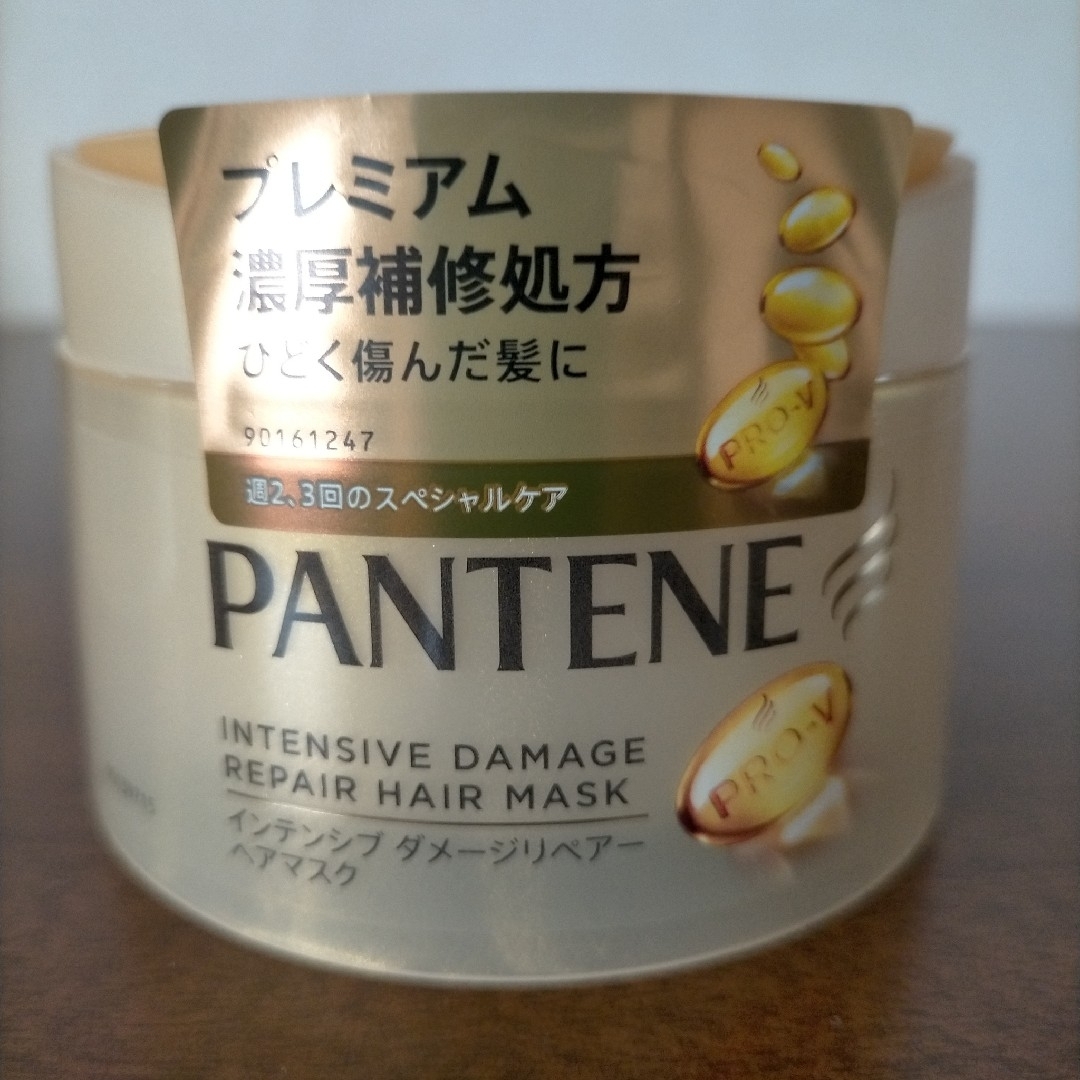 プレミアム
濃厚補修処方
ひどく傷んだ髪に
90161247
週2、3回のスペシャルケア
PRO-V
PANTENE
INTENSIVE DAMAGE
REPAIR HAIR MASK
インテンシブ ダメージリペアー
ヘアマスク
PRO-V